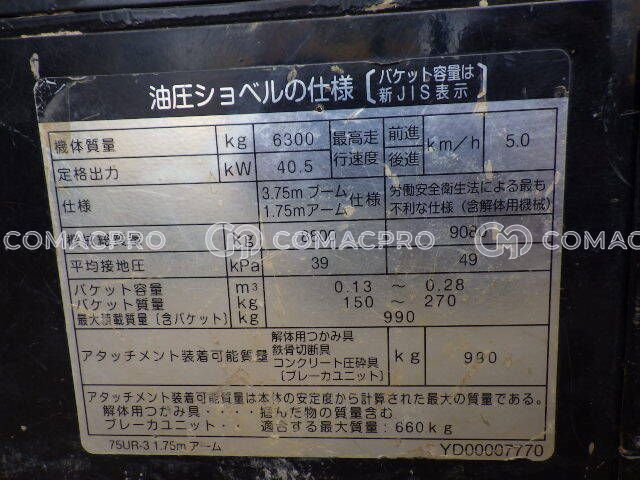 油圧ショベルの仕様 [バケット容量は 新JIS表示]
機体質量 kg 6300 最高走行速度 前進 後進 km/h 5.0
定格出力 kW 40.5
仕様 3.75m ブーム 1.75m アーム 仕様 労働安全衛生法による最も不利な仕様 (含解体用機械)
kg
COMACPRO COMACPRO COMACPRO
平均接地圧 kPa 39 49
バケット容量 m³ 0.13 ~ 0.28
バケット質量 kg 150 ~ 270
最大積載質量 (含バケット) kg 990
アタッチメント装着可能質量 解体用つかみ具 鉄骨切断具 コンクリート圧砕具 (ブレーカユニット) kg 990
アタッチメント装着可能質量は本体の安定度から計算された最大の質量である。
解体用つかみ具・・・・掴んだ物の質量含む
ブレーカユニット・・・・適合する最大質量:660kg
75UR-3 1.75m アーム YD00007770